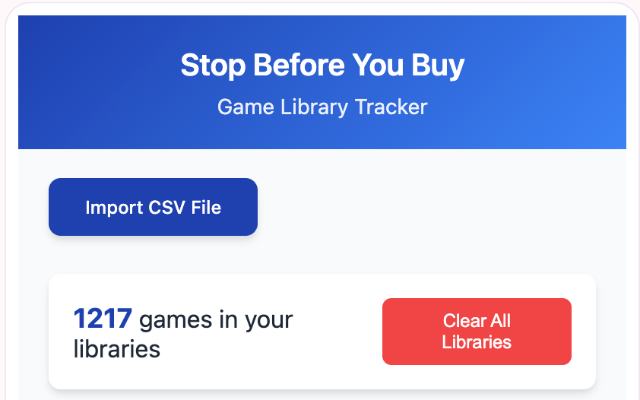 Stop Before You Buy
Game Library Tracker
Import CSV File
1217 games in your
libraries
Clear All
Libraries